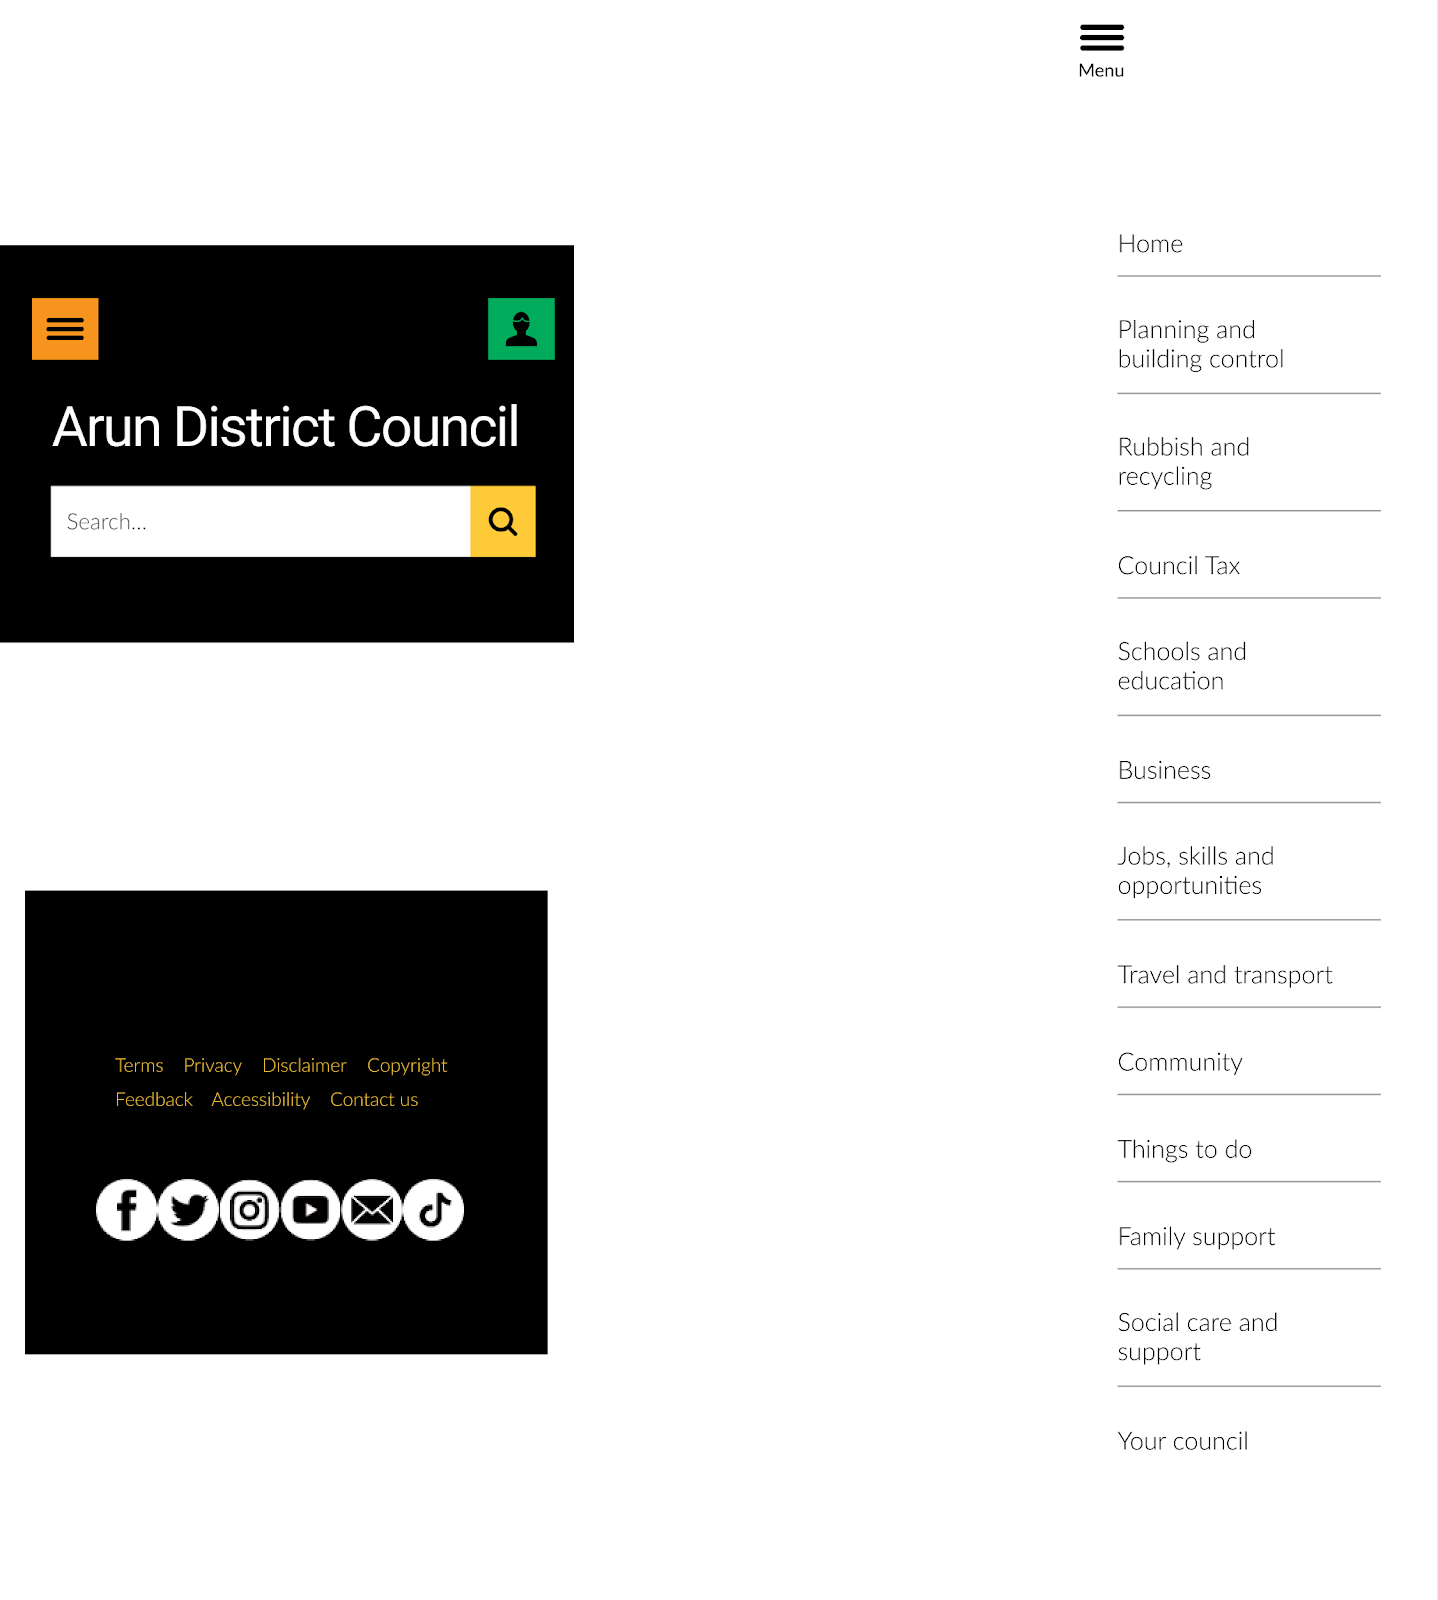 Menu
Arun District Council
Search...
Terms Privacy Disclaimer Copyright
Feedback Accessibility Contact us
Home
Planning and
building control
Rubbish and
recycling
Council Tax
Schools and
education
Business
Jobs, skills and
opportunities
Travel and transport
Community
Things to do
Family support
Social care and
support
Your council